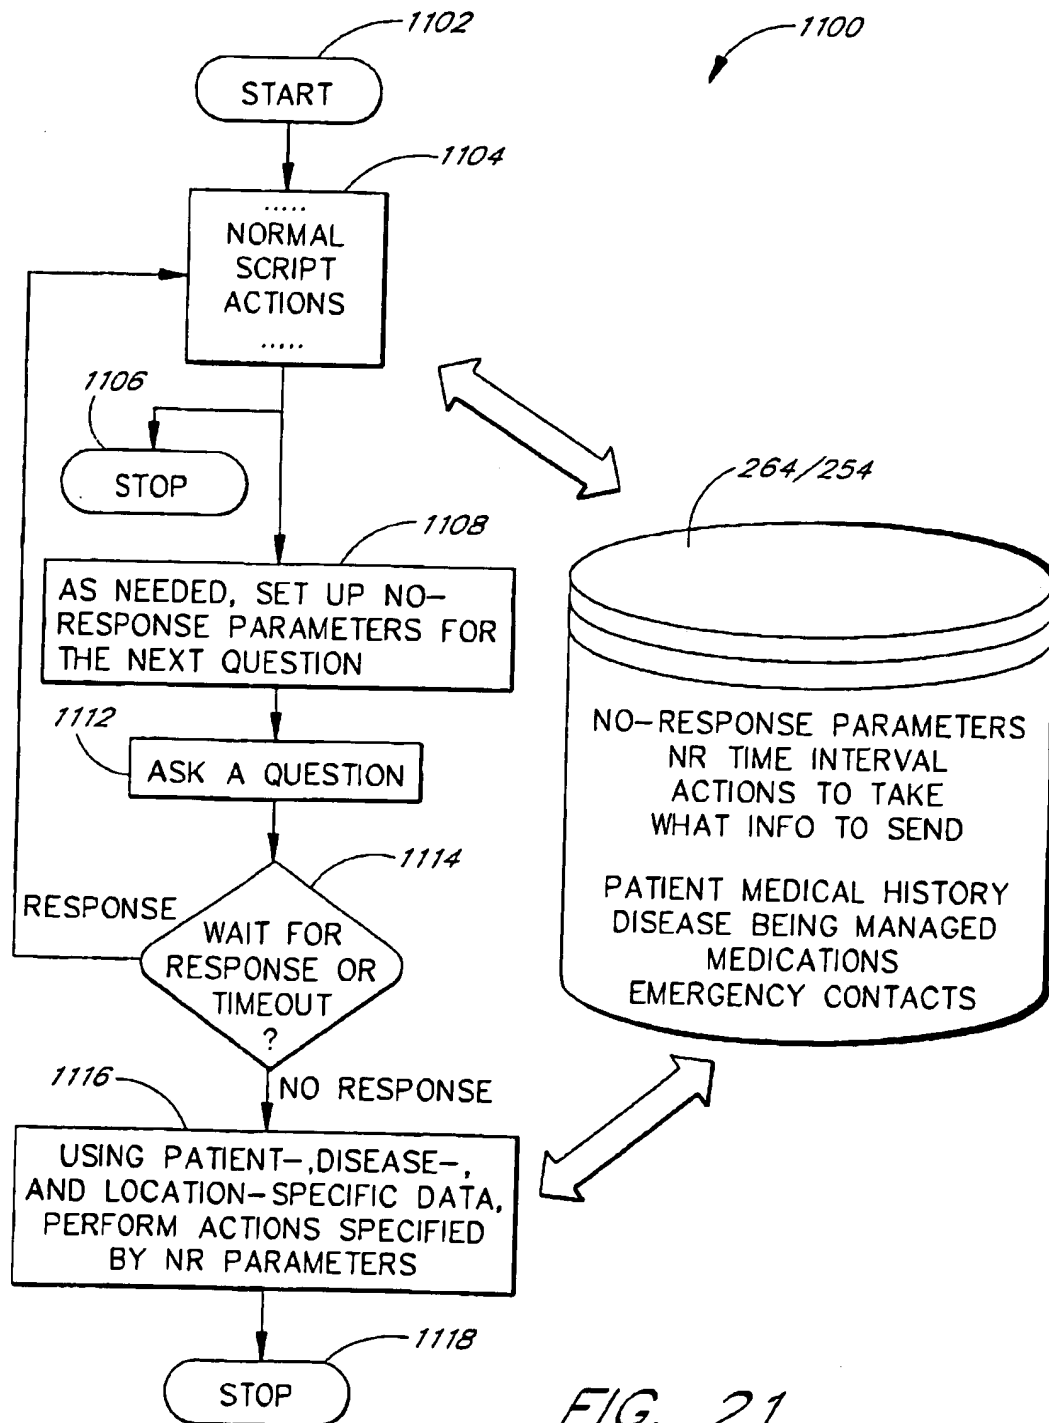 1102
1100
START
1104
.....
NORMAL
SCRIPT
ACTIONS
.....
1106
STOP
264/254
1108
AS NEEDED, SET UP NO-
RESPONSE PARAMETERS FOR
THE NEXT QUESTION
1112
ASK A QUESTION
1114
RESPONSE
WAIT FOR
RESPONSE OR
TIMEOUT
?
NO RESPONSE
NO-RESPONSE PARAMETERS
NR TIME INTERVAL
ACTIONS TO TAKE
WHAT INFO TO SEND
PATIENT MEDICAL HISTORY
DISEASE BEING MANAGED
MEDICATIONS
EMERGENCY CONTACTS
1116
USING PATIENT-,DISEASE-,
AND LOCATION-SPECIFIC DATA,
PERFORM ACTIONS SPECIFIED
BY NR PARAMETERS
1118
STOP
FIG. 21